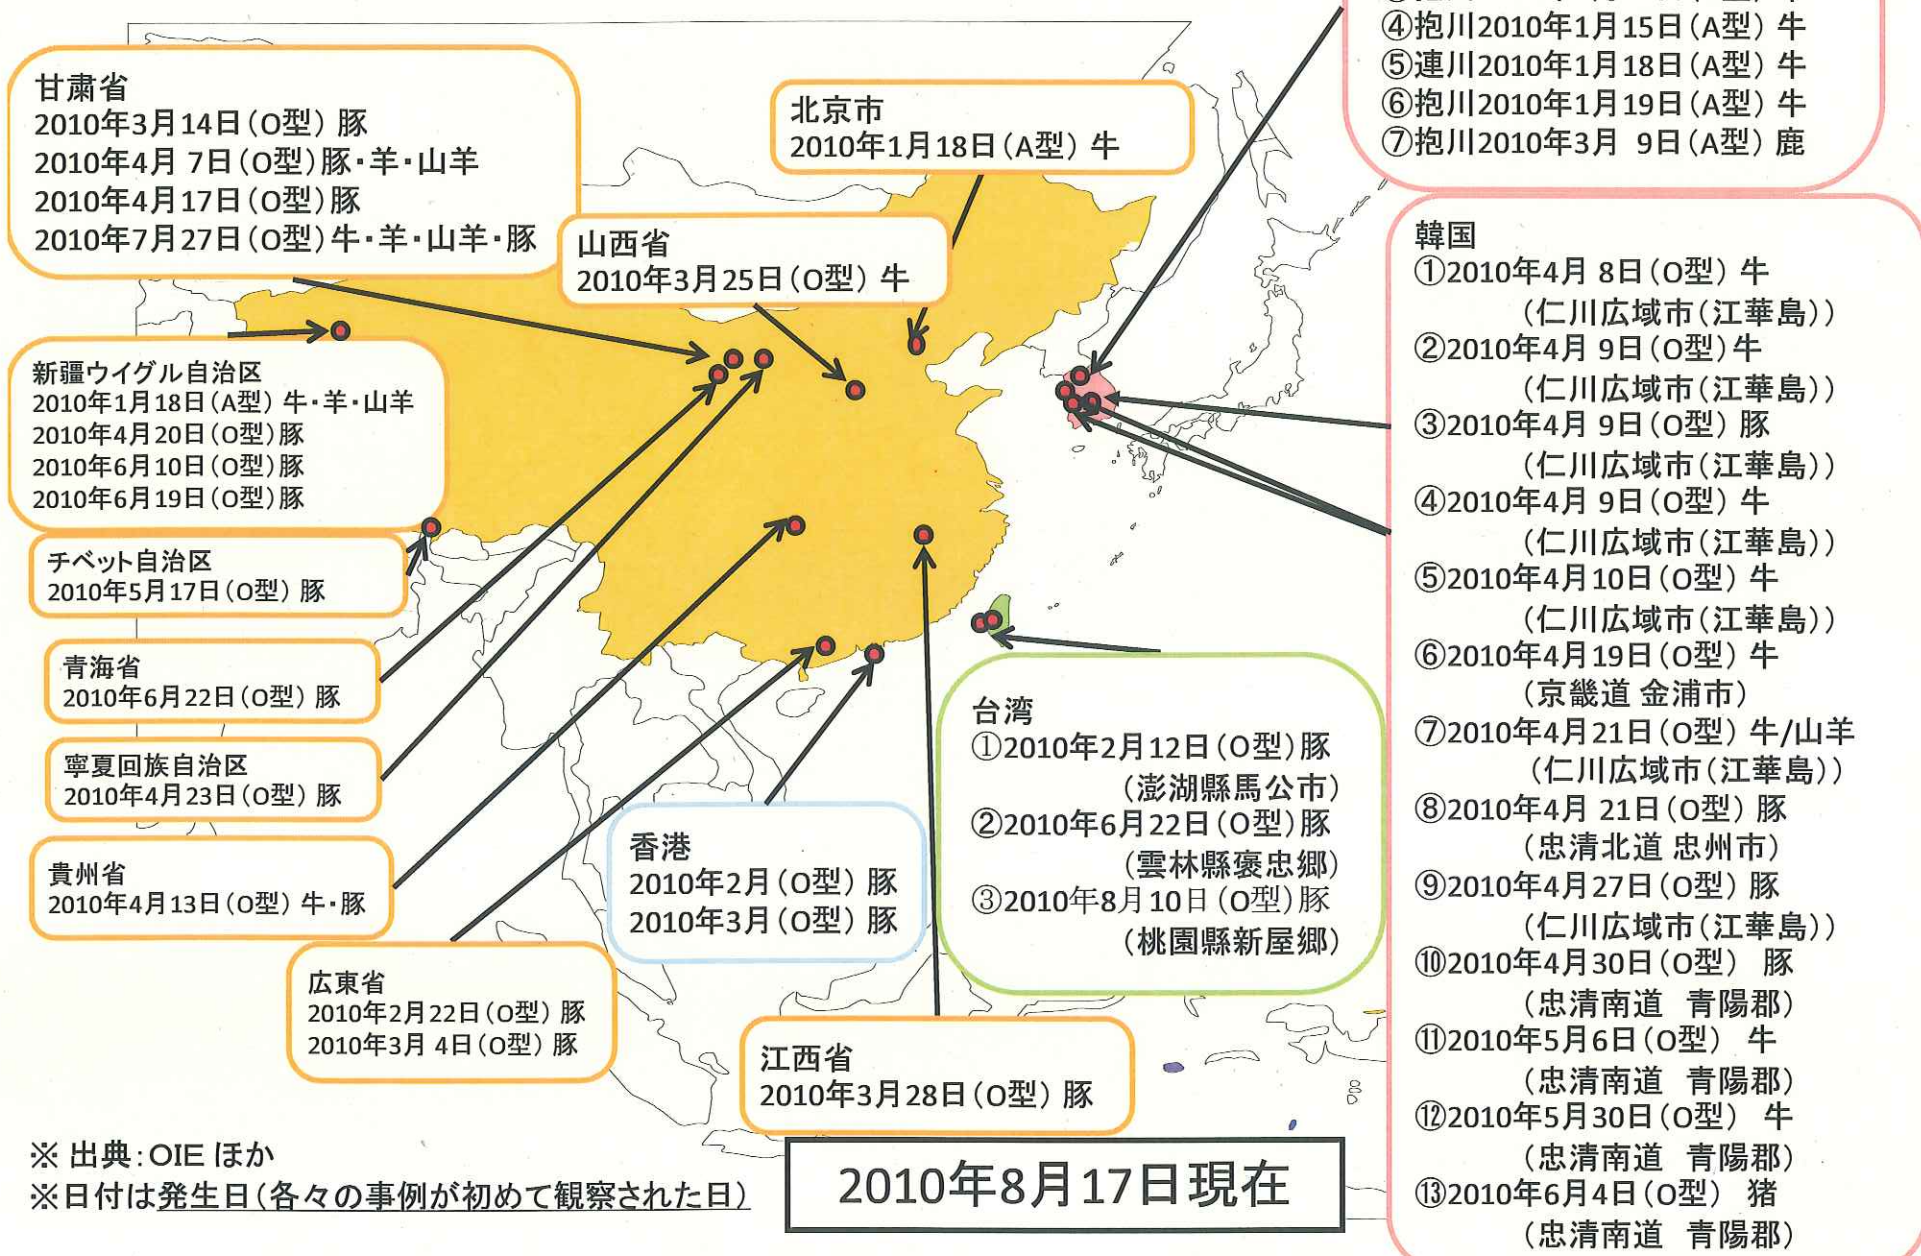 ④抱川2010年1月15日(A型) 牛
⑤連川2010年1月18日(A型) 牛
⑥抱川2010年1月19日(A型) 牛
⑦抱川2010年3月 9日(A型) 鹿
甘粛省
2010年3月14日(O型) 豚
2010年4月 7日(O型)豚・羊・山羊
2010年4月17日(O型)豚
2010年7月27日(O型)牛・羊・山羊・豚
北京市
2010年1月18日(A型) 牛
山西省
2010年3月25日(O型) 牛
新疆ウイグル自治区
2010年1月18日(A型) 牛・羊・山羊
2010年4月20日(O型)豚
2010年6月10日(O型)豚
2010年6月19日(O型)豚
チベット自治区
2010年5月17日(O型) 豚
青海省
2010年6月22日(O型) 豚
寧夏回族自治区
2010年4月23日(O型) 豚
貴州省
2010年4月13日(O型) 牛・豚
広東省
2010年2月22日(O型) 豚
2010年3月 4日(O型) 豚
香港
2010年2月(O型) 豚
2010年3月(O型) 豚
江西省
2010年3月28日(O型) 豚
台湾
①2010年2月12日(O型)豚
(澎湖縣馬公市)
②2010年6月22日(O型)豚
(雲林縣褒忠郷)
③2010年8月10日(O型)豚
(桃園縣新屋郷)
韓国
①2010年4月 8日(O型) 牛
(仁川広域市(江華島))
②2010年4月 9日(O型)牛
(仁川広域市(江華島))
③2010年4月 9日(O型) 豚
(仁川広域市(江華島))
④2010年4月 9日(O型) 牛
(仁川広域市(江華島))
⑤2010年4月10日(O型) 牛
(仁川広域市(江華島))
⑥2010年4月19日(O型) 牛
(京畿道 金浦市)
⑦2010年4月21日(O型) 牛/山羊
(仁川広域市(江華島))
⑧2010年4月 21日(O型) 豚
(忠清北道 忠州市)
⑨2010年4月27日(O型) 豚
(仁川広域市(江華島))
⑩2010年4月30日(O型) 豚
(忠清南道 青陽郡)
⑪2010年5月6日(O型) 牛
(忠清南道 青陽郡)
⑫2010年5月30日(O型) 牛
(忠清南道 青陽郡)
⑬2010年6月4日(O型) 猪
(忠清南道 青陽郡)
※ 出典:OIE ほか
※日付は発生日(各々の事例が初めて観察された日)
2010年8月17日現在